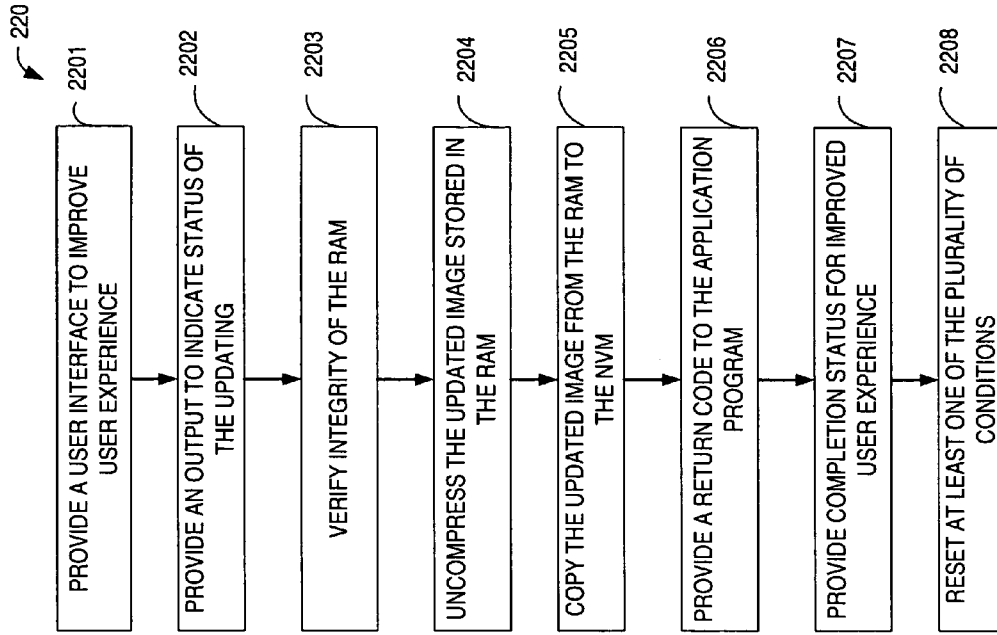 220
PROVIDE A USER INTERFACE TO IMPROVE
USER EXPERIENCE
2201
PROVIDE AN OUTPUT TO INDICATE STATUS OF
THE UPDATING
2202
VERIFY INTEGRITY OF THE RAM
2203
UNCOMPRESS THE UPDATED IMAGE STORED IN
THE RAM
2204
COPY THE UPDATED IMAGE FROM THE RAM TO
THE NVM
2205
PROVIDE A RETURN CODE TO THE APPLICATION
PROGRAM
2206
PROVIDE COMPLETION STATUS FOR IMPROVED
USER EXPERIENCE
2207
RESET AT LEAST ONE OF THE PLURALITY OF
CONDITIONS
2208